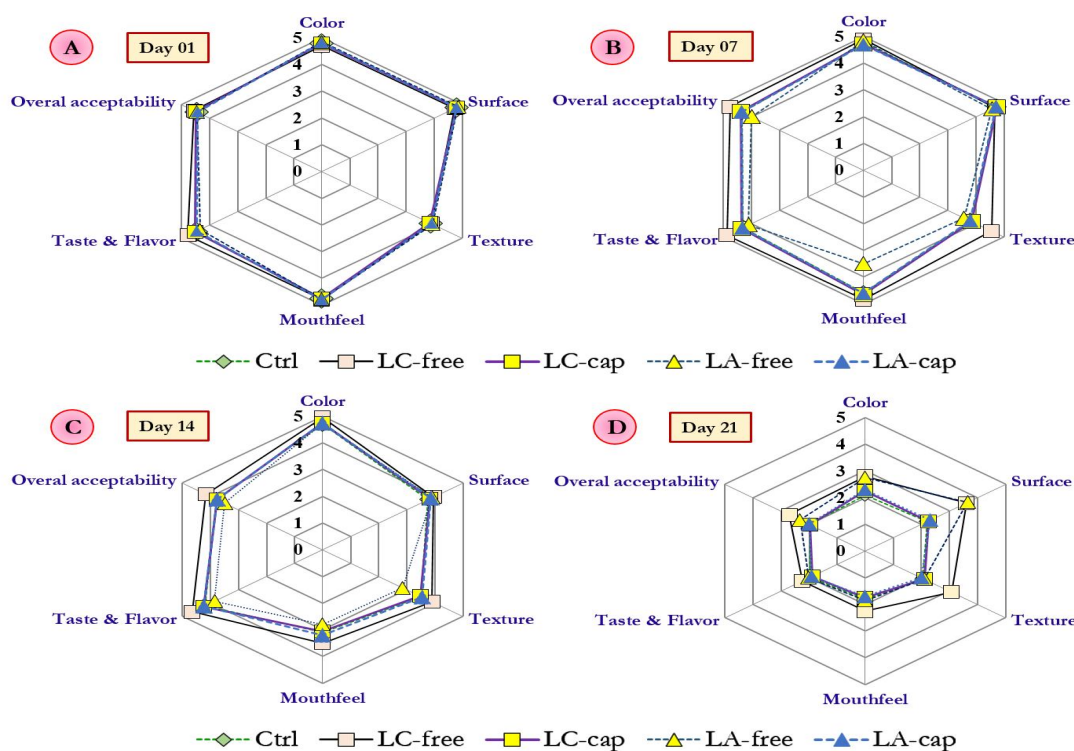 A
Day 01
Color
5
4
3
2
1
0
Overal acceptability
Surface
Taste & Flavor
Texture
Mouthfeel
B
Day 07
Color
5
4
3
2
1
0
Overal acceptability
Surface
Taste & Flavor
Texture
Mouthfeel
Ctrl LC-free LC-cap LA-free LA-cap
C
Day 14
Color
5
4
3
2
1
0
Overal acceptability
Surface
Taste & Flavor
Texture
Mouthfeel
D
Day 21
Color
5
4
3
2
1
0
Overal acceptability
Surface
Taste & Flavor
Texture
Mouthfeel
Ctrl LC-free LC-cap LA-free LA-cap